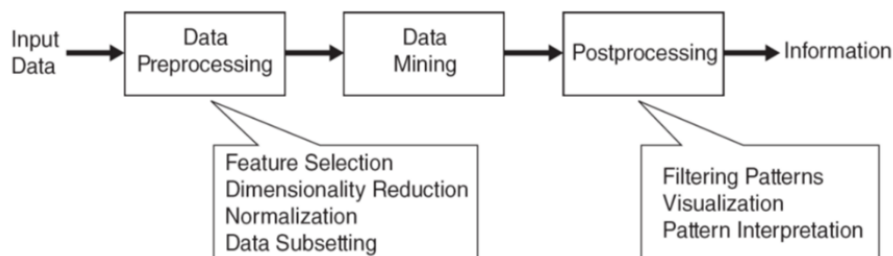 Input
Data
Data
Preprocessing
Data
Mining
Postprocessing
Information
Feature Selection
Dimensionality Reduction
Normalization
Data Subsetting
Filtering Patterns
Visualization
Pattern Interpretation